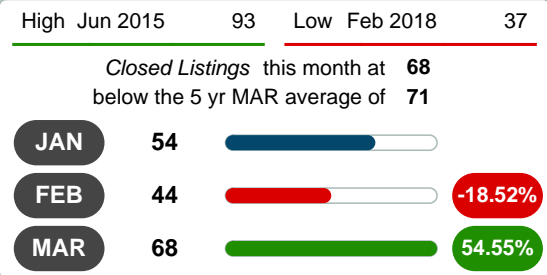 High Jun 2015 93 Low Feb 2018 37
Closed Listings this month at 68
below the 5 yr MAR average of 71
JAN 54
FEB 44 -18.52%
MAR 68 54.55%